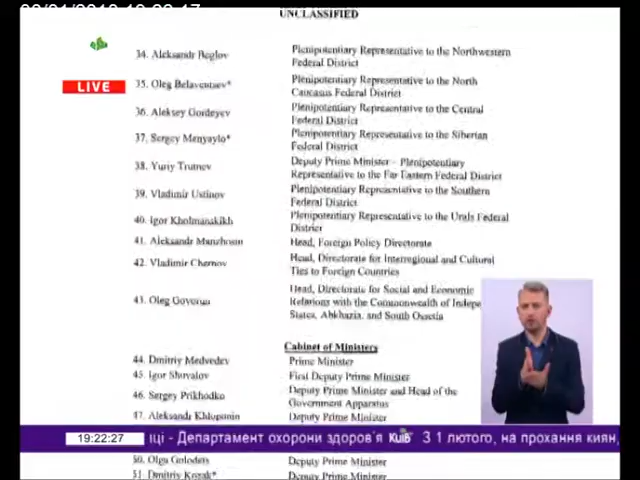 UNCLASSIFIED
34. Aleksandr Beglov
Plenipotentiary Representative to the Northwestern
Federal District
LIVE
35. Oleg Belaventsev*
Plenipotentiary Representative to the North
Caucasus Federal District
36. Aleksey Gordeyev
Plenipotentiary Representative to the Central
Federal District
37. Sergey Menyaylo*
Plenipotentiary Representative to the Siberian
Federal District
38. Yuriy Trutnev
Deputy Prime Minister - Plenipotentiary
Representative to the Far Eastern Federal District
39. Vladimir Ustinov
Plenipotentiary Representative to the Southern
Federal District
40. Igor Kholmanskikh
Plenipotentiary Representative to the Urals Federal
District
41. Aleksandr Manzhosin
Head, Foreign Policy Directorate
42. Vladimir Chernov
Head, Directorate for Interregional and Cultural
Ties to Foreign Countries
43. Oleg Govorun
Head, Directorate for Social and Economic
Relations with the Commonwealth of Indepe
States, Abkhazia, and South Ossetia
Cabinet of Ministers
44. Dmitriy Medvedev
Prime Minister
45. Igor Shuvalov
First Deputy Prime Minister
46. Sergey Prikhodko
Deputy Prime Minister and Head of the
Government Apparatus
47. Aleksandr Khloponin
Deputy Prime Minister
19:22:27
іці - Департамент охорони здоров'я Київ З 1 лютого, на прохання киян,
50. Olga Golodets
Deputy Prime Minister
51. Dmitriy Kozak*
Deputy Prime Minister